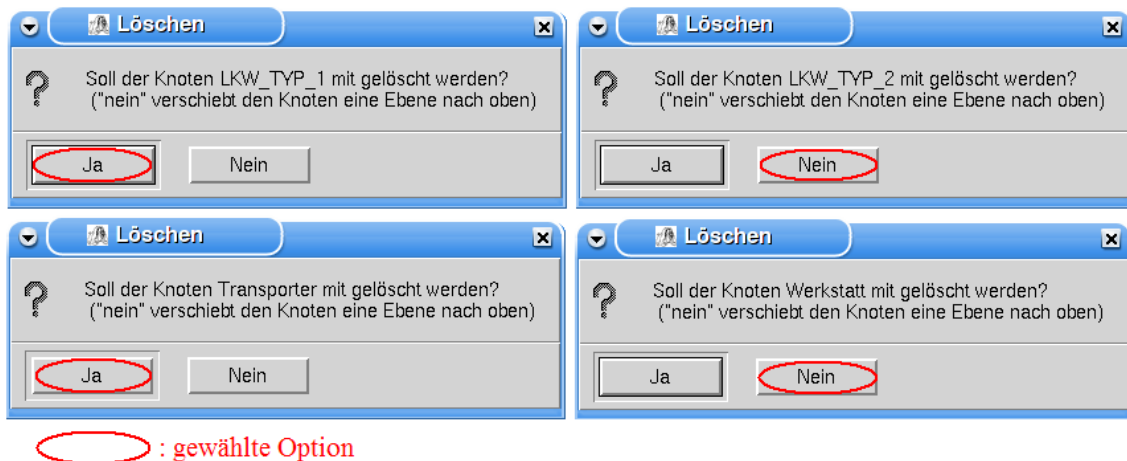 Löschen
Soll der Knoten LKW_TYP_1 mit gelöscht werden?
("nein" verschiebt den Knoten eine Ebene nach oben)
Ja
Nein
Löschen
Soll der Knoten LKW_TYP_2 mit gelöscht werden?
("nein" verschiebt den Knoten eine Ebene nach oben)
Ja
Nein
Löschen
Soll der Knoten Transporter mit gelöscht werden?
("nein" verschiebt den Knoten eine Ebene nach oben)
Ja
Nein
Löschen
Soll der Knoten Werkstatt mit gelöscht werden?
("nein" verschiebt den Knoten eine Ebene nach oben)
Ja
Nein
: gewählte Option